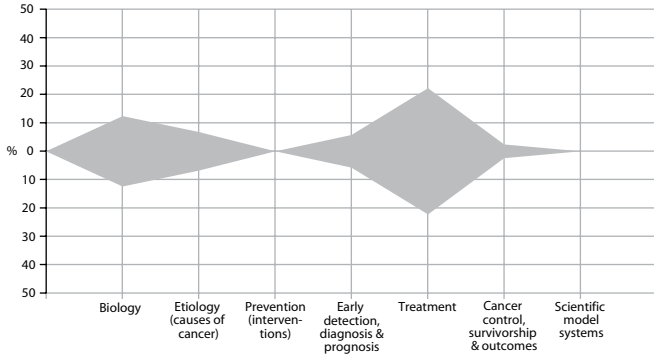 50
40
30
20
10
% 0
10
20
30
40
50
Biology
Etiology
(causes of
cancer)
Prevention
(interven-
tions)
Early
detection,
diagnosis &
prognosis
Treatment
Cancer
control,
survivorship
& outcomes
Scientific
model
systems